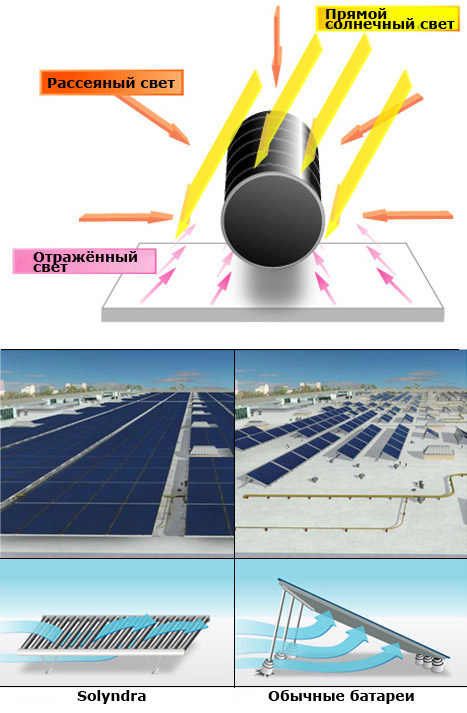 Прямой
солнечный свет
Рассеяный свет
Отражённый
свет
Solyndra
Обычные батареи